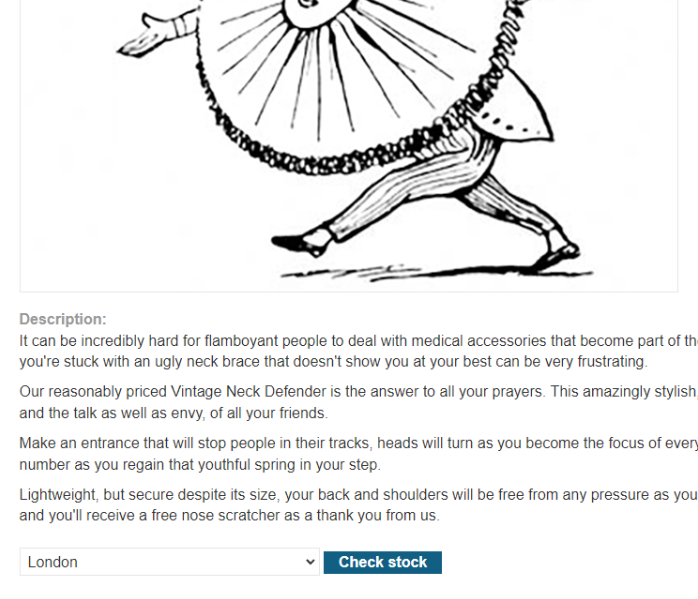 Description:
It can be incredibly hard for flamboyant people to deal with medical accessories that become part of
you're stuck with an ugly neck brace that doesn't show you at your best can be very frustrating.
Our reasonably priced Vintage Neck Defender is the answer to all your prayers. This amazingly stylish,
and the talk as well as envy, of all your friends.
Make an entrance that will stop people in their tracks, heads will turn as you become the focus of
number as you regain that youthful spring in your step.
Lightweight, but secure despite its size, your back and shoulders will be free from any pressure as you
and you'll receive a free nose scratcher as a thank you from us.
London
Check stock